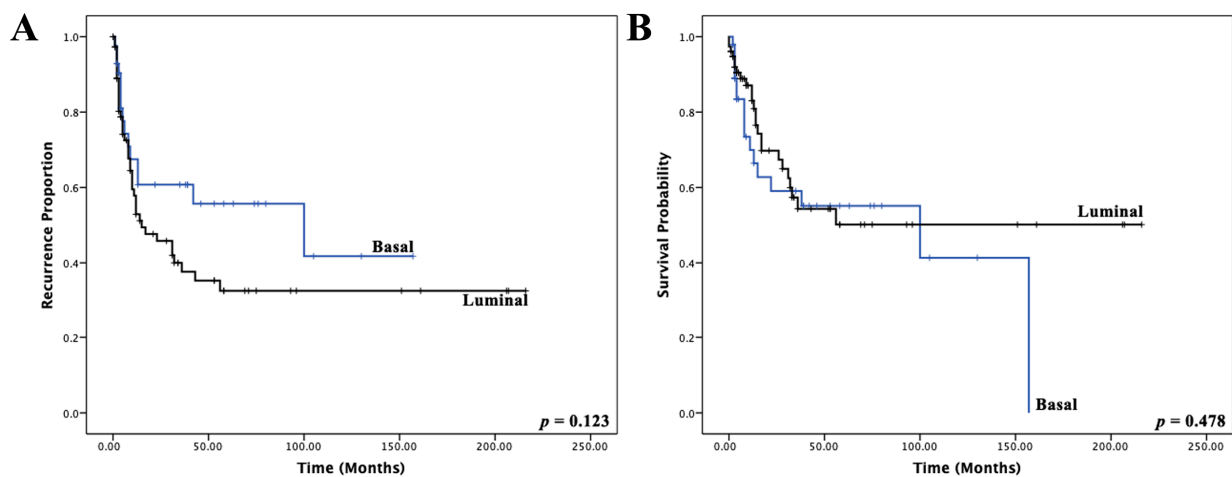 A
1.0
0.8
0.6
0.4
0.2
0.0
Recurrence Proportion
Basal
Luminal
p = 0.123
0.00 50.00 100.00 150.00 200.00 250.00
Time (Months)
B
1.0
0.8
0.6
0.4
0.2
0.0
Survival Probability
Luminal
Basal
p = 0.478
0.00 50.00 100.00 150.00 200.00 250.00
Time (Months)